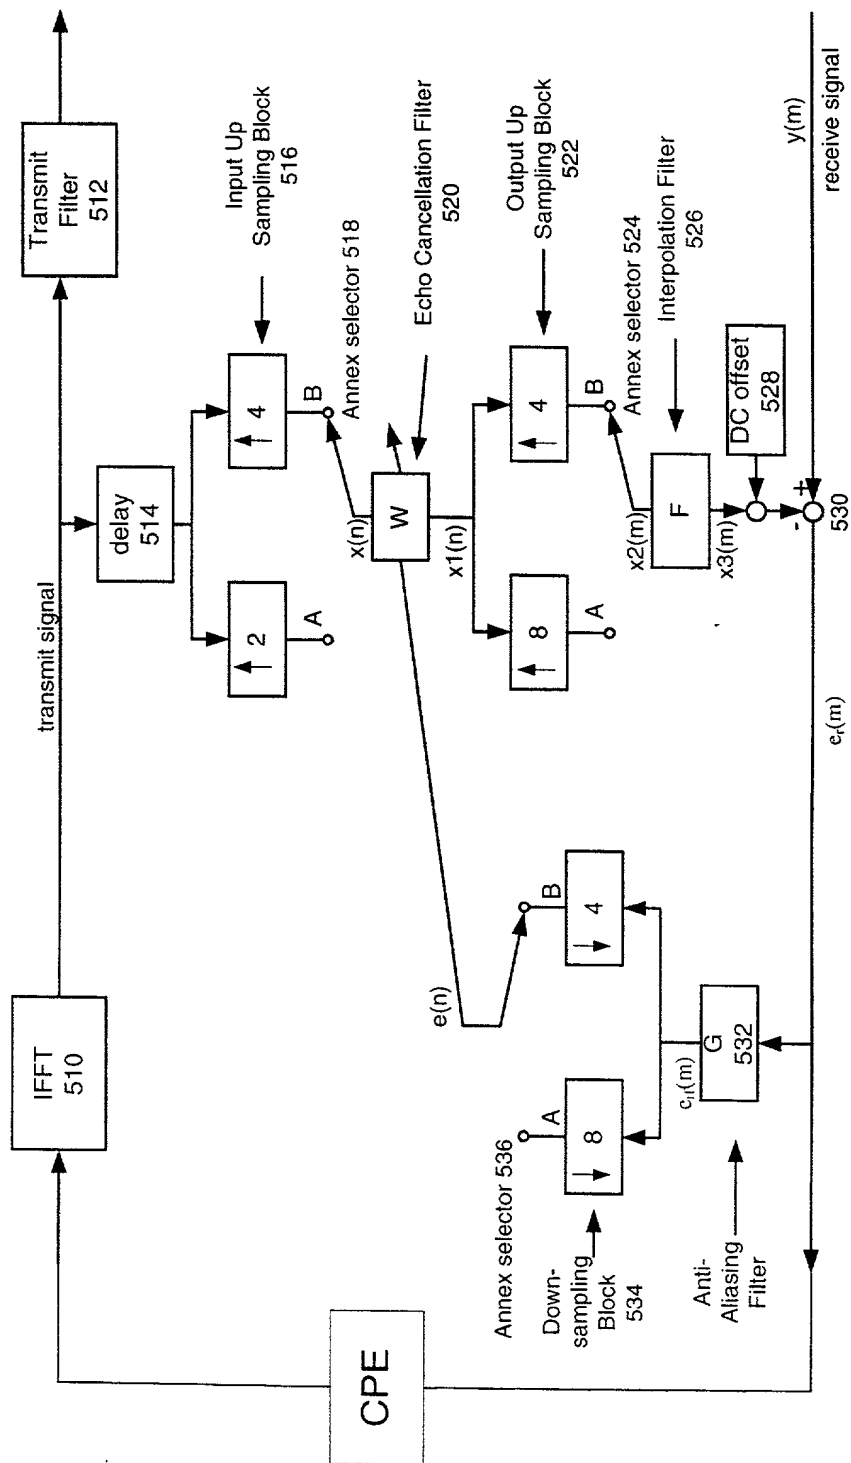 CPE
IFFT
510
transmit signal
Transmit
Filter
512
delay
514
2
A
4
B
Input Up
Sampling Block
516
Annex selector 518
x(n)
W
Echo Cancellation Filter
520
x1(n)
8
A
4
B
Output Up
Sampling Block
522
Annex selector 524
x2(m)
F
Interpolation Filter
526
x3(m)
DC offset
528
-
+
530
y(m)
receive signal
e(n)
Annex selector 536
A
8
B
4
Down-
sampling
Block
534
G
532
Anti-
Aliasing
Filter